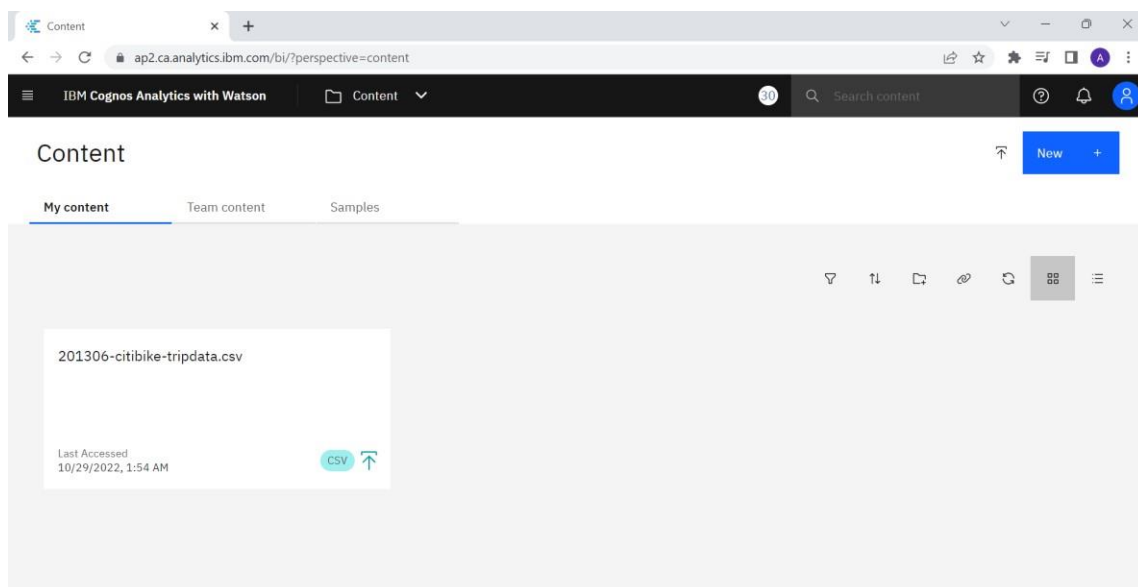 Content
ap2.ca.analytics.ibm.com/bi/?perspective=content
A
IBM Cognos Analytics with Watson
Content
30
Search content
Content
New +
My content Team content Samples
201306-citibike-tripdata.csv
Last Accessed
10/29/2022, 1:54 AM
CSV